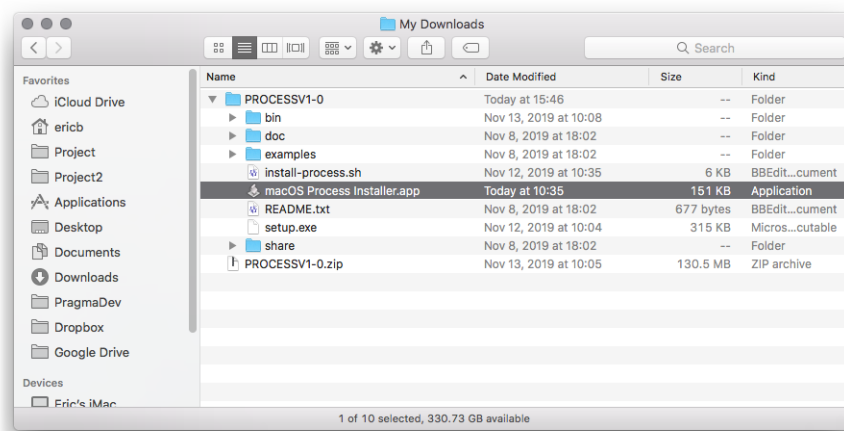 My Downloads
Search
Favorites
iCloud Drive
ericb
Project
Project2
Applications
Desktop
Documents
Downloads
PragmaDev
Dropbox
Google Drive
Devices
Eric's iMac
Name Date Modified Size Kind
PROCESSV1-0 Today at 15:46 -- Folder
bin Nov 13, 2019 at 10:08 -- Folder
doc Nov 8, 2019 at 18:02 -- Folder
examples Nov 8, 2019 at 18:02 -- Folder
install-process.sh Nov 12, 2019 at 10:35 6 KB BBEdit...cument
macOS Process Installer.app Today at 10:35 151 KB Application
README.txt Nov 8, 2019 at 18:02 677 bytes BBEdit...cument
setup.exe Nov 12, 2019 at 10:04 315 KB Micros...cutable
share Nov 8, 2019 at 18:02 -- Folder
PROCESSV1-0.zip Nov 13, 2019 at 10:05 130.5 MB ZIP archive
1 of 10 selected, 330.73 GB available